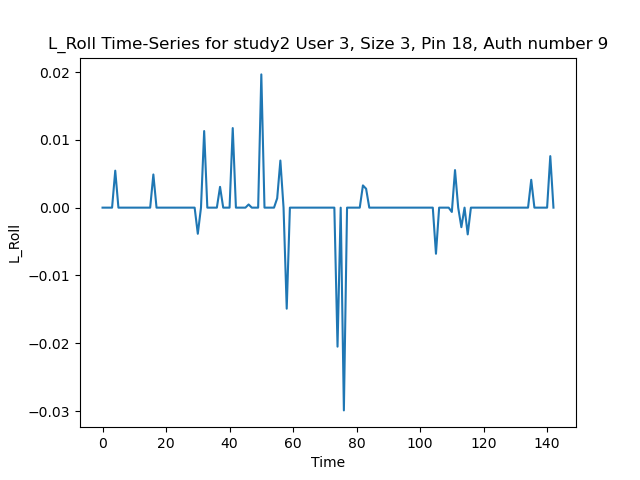 L_Roll Time-Series for study2 User 3, Size 3, Pin 18, Auth number 9
0.02
0.01
0.00
−0.01
−0.02
−0.03
L_Roll
0 20 40 60 80 100 120 140
Time